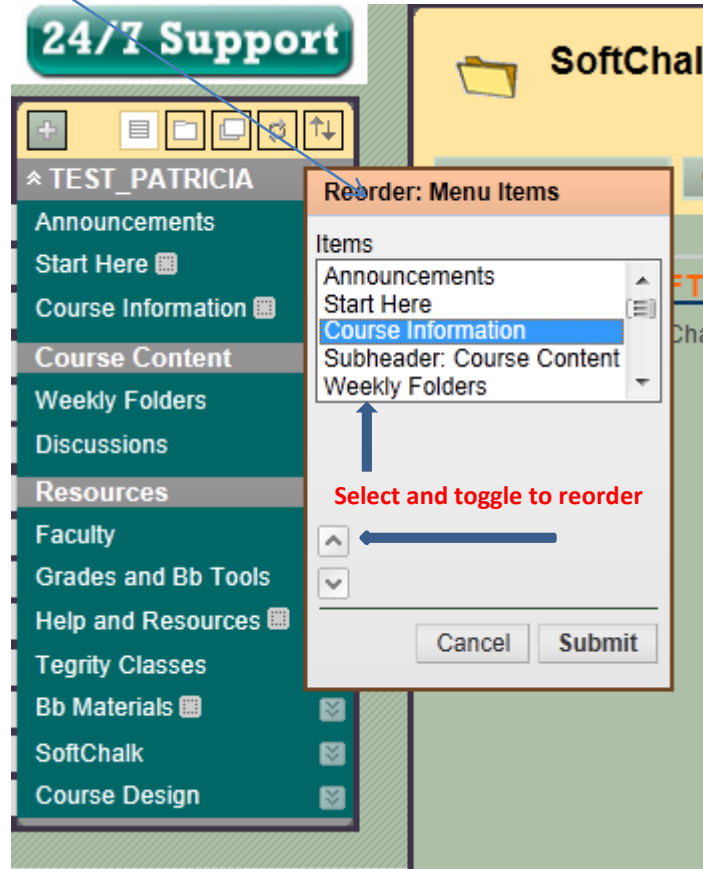 24/7 Support
SoftChal
TEST_PATRICIA
Announcements
Start Here
Course Information
Course Content
Weekly Folders
Discussions
Resources
Faculty
Grades and Bb Tools
Help and Resources
Tegrity Classes
Bb Materials
SoftChalk
Course Design
Reorder: Menu Items
Items
Announcements
Start Here
Course Information
Subheader: Course Content
Weekly Folders
Select and toggle to reorder
Cancel
Submit
FT
Cha